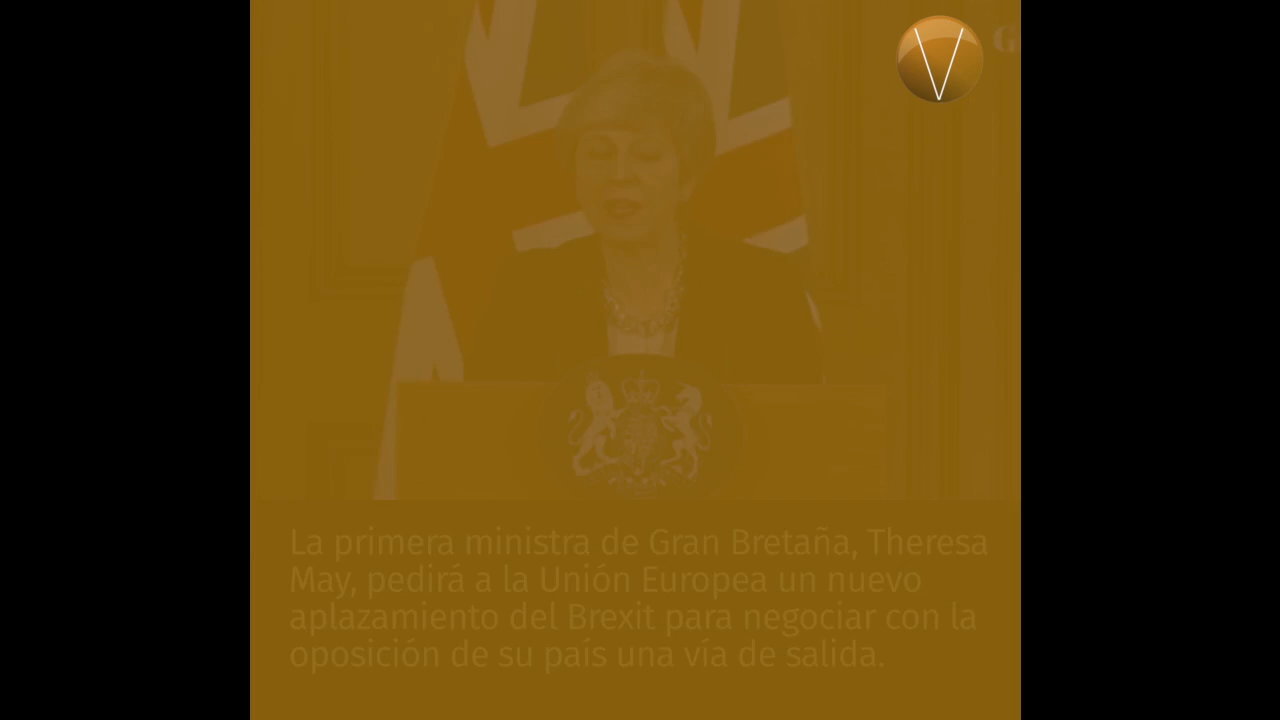 V
G
La primera ministra de Gran Bretaña, Theresa
May, pedirá a la Unión Europea un nuevo
aplazamiento del Brexit para negociar con la
oposición de su país una vía de salida.